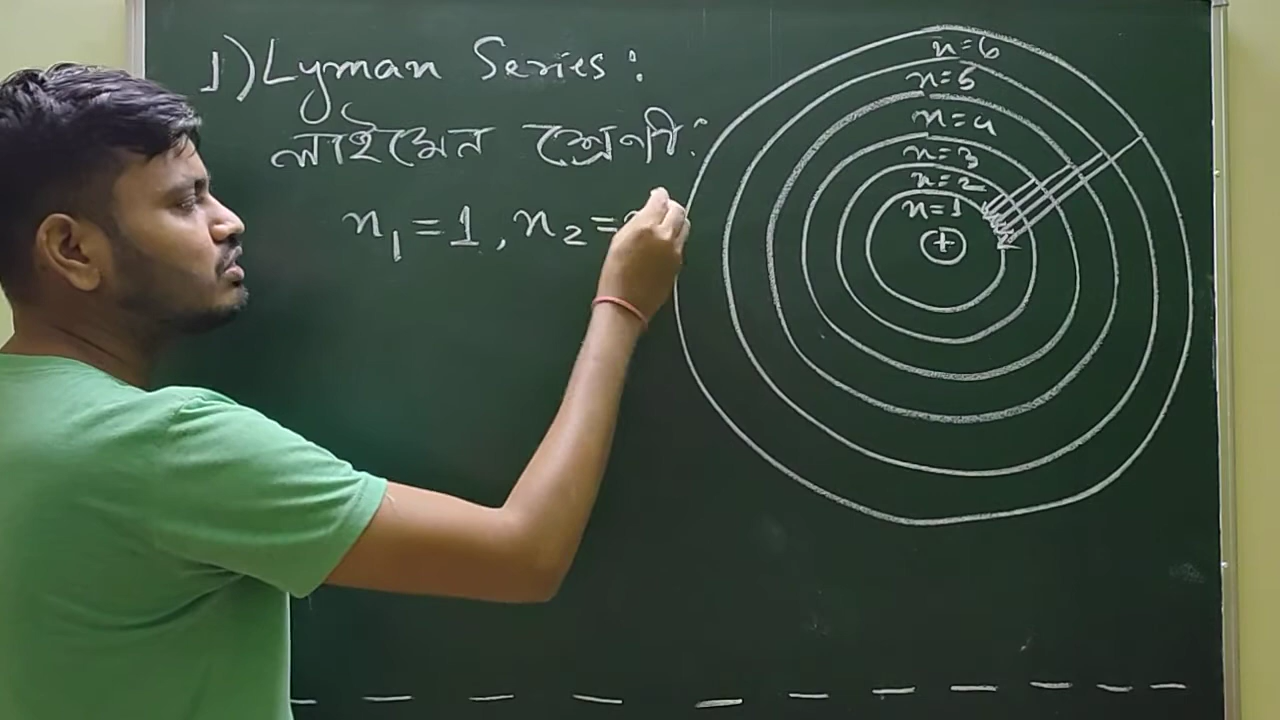 1) Lyman Series :
লাইমেন শ্রেণী :
n₁ = 1, n₂ =
n=6
n=5
n=4
n=3
n=2
n=1
+